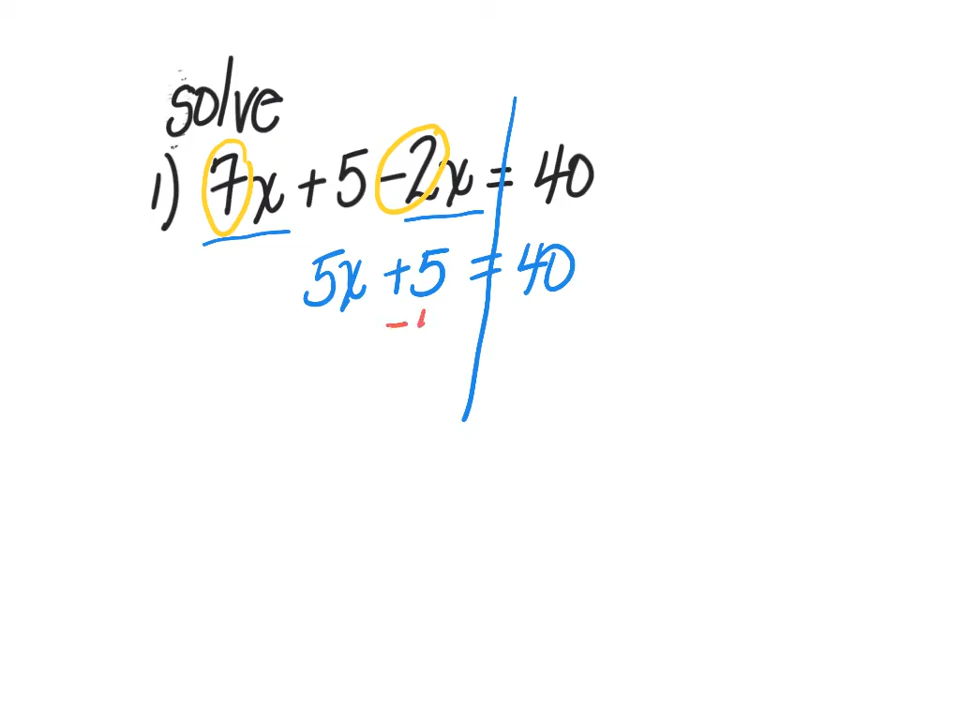 solve
1) 7x + 5 - 2x = 40
5x + 5 = 40
-